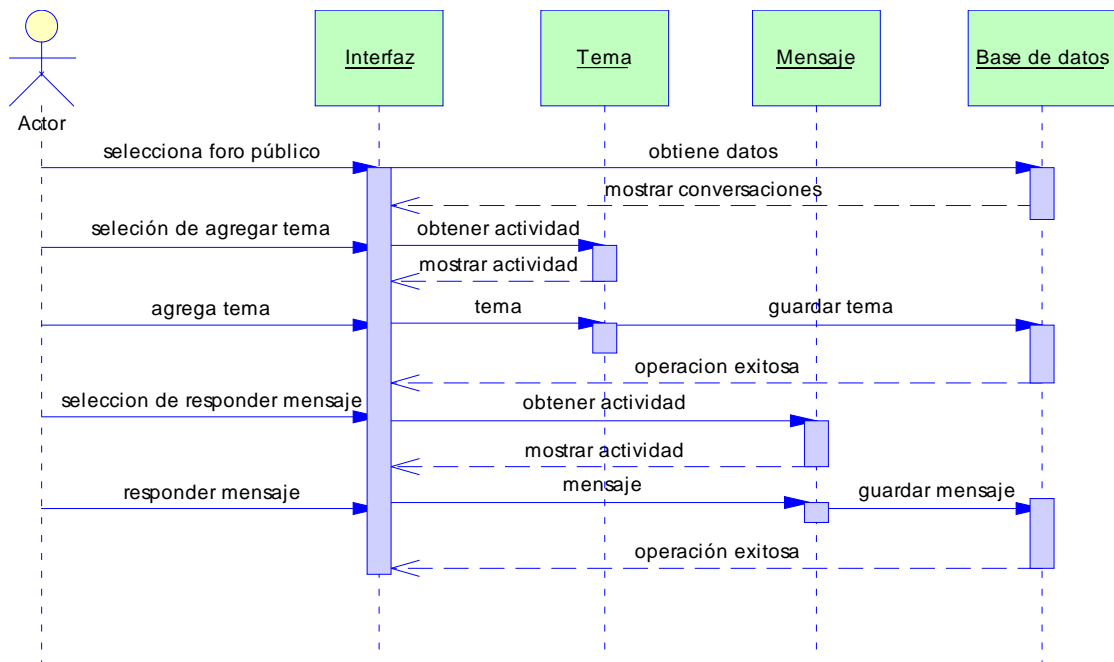 Interfaz
Tema
Mensaje
Base de datos
Actor
selecciona foro público
obtiene datos
mostrar conversaciones
seleción de agregar tema
obtener actividad
mostrar actividad
agrega tema
tema
guardar tema
operacion exitosa
seleccion de responder mensaje
obtener actividad
mostrar actividad
responder mensaje
mensaje
guardar mensaje
operación exitosa